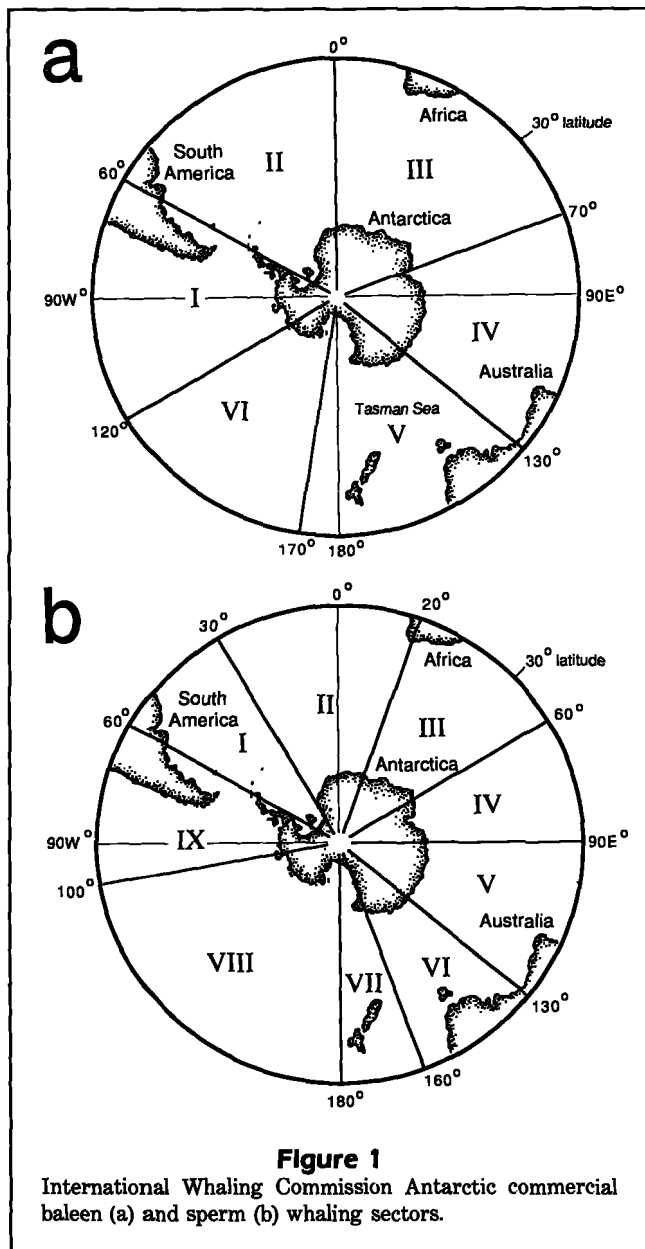 a
0°
Africa
30° latitude
South
America
II
III
60°
Antarctica
70°
90W°
I
90E°
IV
Australia
VI
Tasman Sea
V
120°
130°
170°
180°
b
0°
20°
30°
Africa
30° latitude
South
America
II
60°
60°
I
III
Antarctica
IV
90W°
IX
90E°
100°
V
Australia
VIII
VII
VI
130°
160°
180°
Figure 1
International Whaling Commission Antarctic commercial
baleen (a) and sperm (b) whaling sectors.